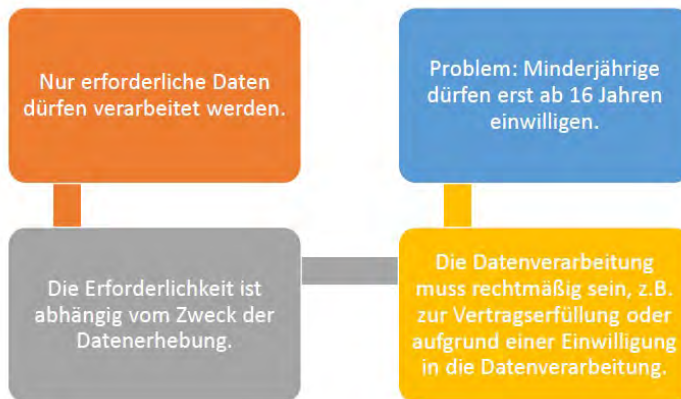 Nur erforderliche Daten
dürfen verarbeitet werden.
Die Erforderlichkeit ist
abhängig vom Zweck der
Datenerhebung.
Die Datenverarbeitung
muss rechtmäßig sein, z.B.
zur Vertragserfüllung oder
aufgrund einer Einwilligung
in die Datenverarbeitung.
Problem: Minderjährige
dürfen erst ab 16 Jahren
einwilligen.